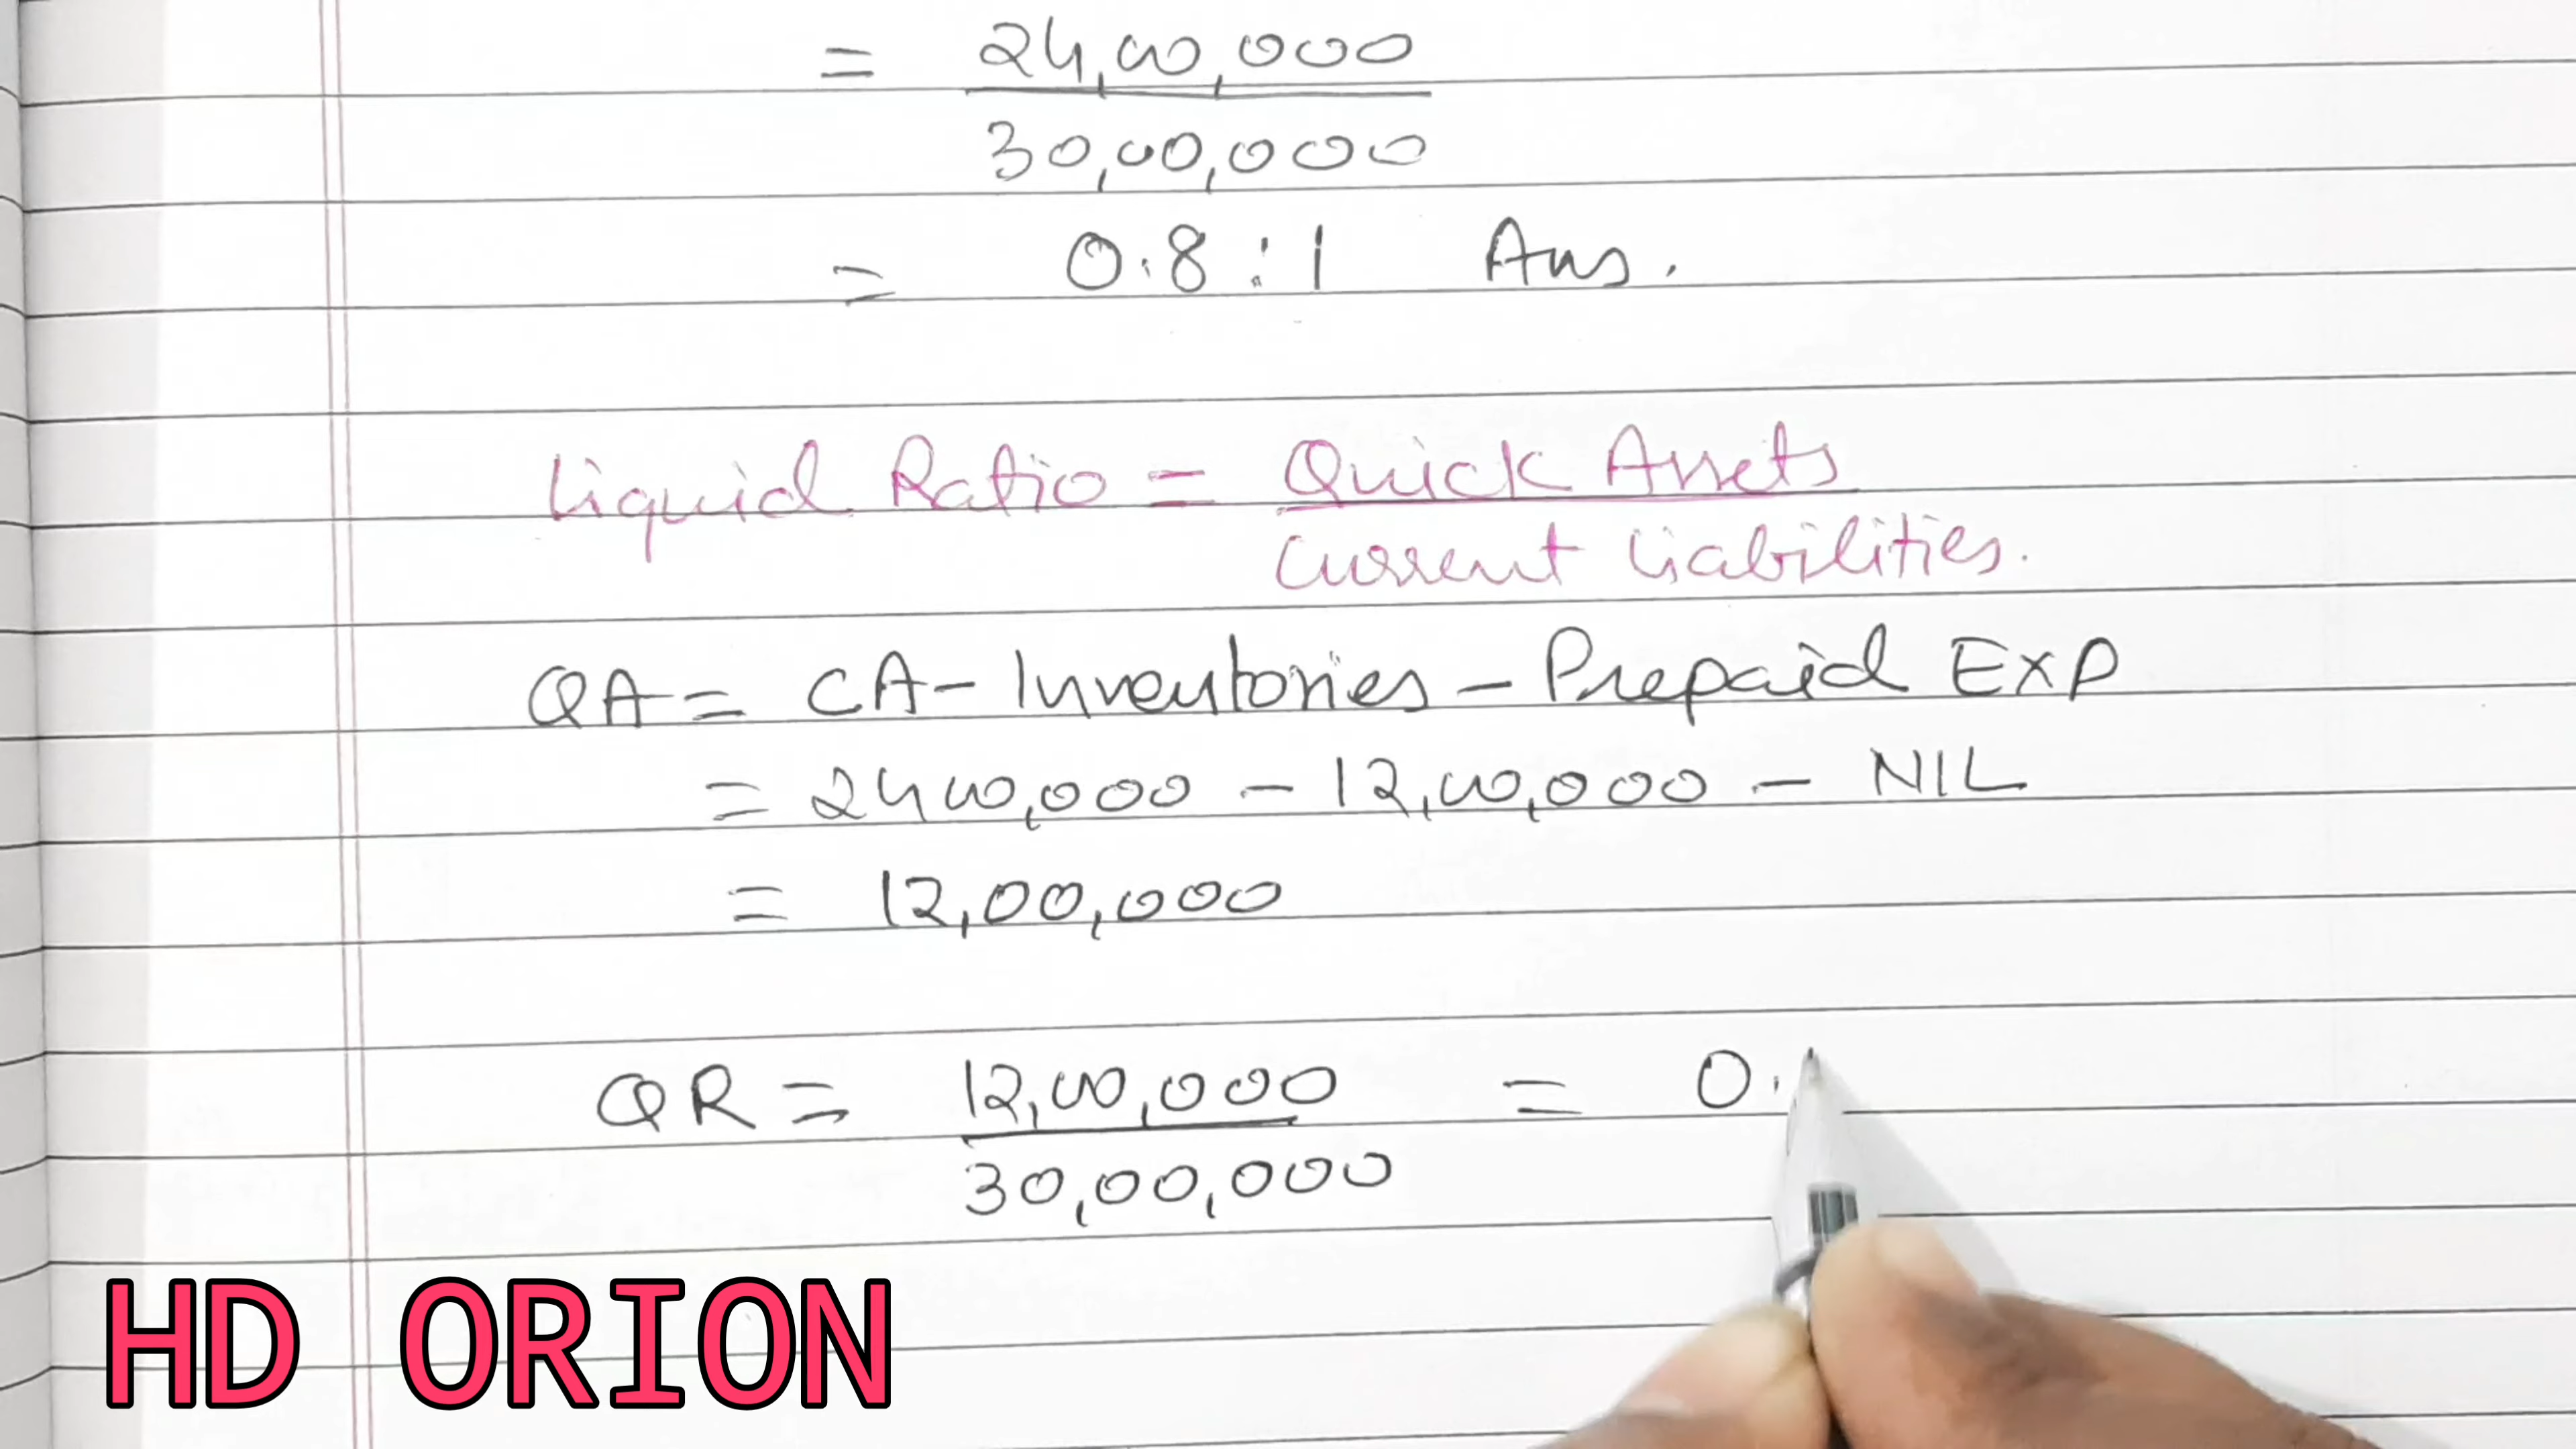 = 24,00,000
30,00,000
= 0.8 : 1 Ans.
Liquid Ratio = Quick Assets
Current Liabilities.
QA = CA - Inventories - Prepaid EXP
= 2400,000 - 12,00,000 - NIL
= 12,00,000
QR = 12,00,000 = 0.
30,00,000
HD ORION